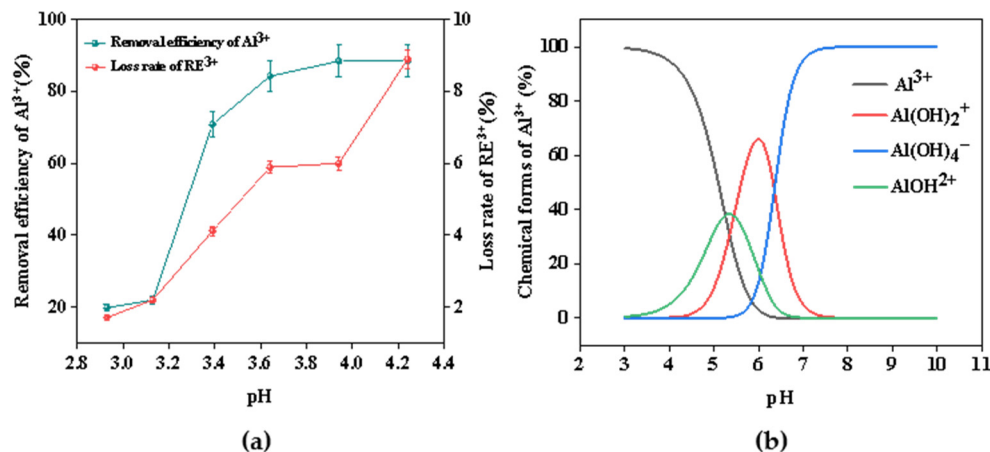 Removal efficiency of Al³⁺(%)
100
80
60
40
20
Removal efficiency of Al³⁺
Loss rate of RE³⁺
10
8
6
4
2
Loss rate of RE³⁺(%)
2.8 3.0 3.2 3.4 3.6 3.8 4.0 4.2 4.4
pH
(a)
Chemical forms of Al³⁺ (%)
100
80
60
40
20
0
Al³⁺
Al(OH)₂⁺
Al(OH)₄⁻
AlOH²⁺
2 3 4 5 6 7 8 9 10 11
pH
(b)